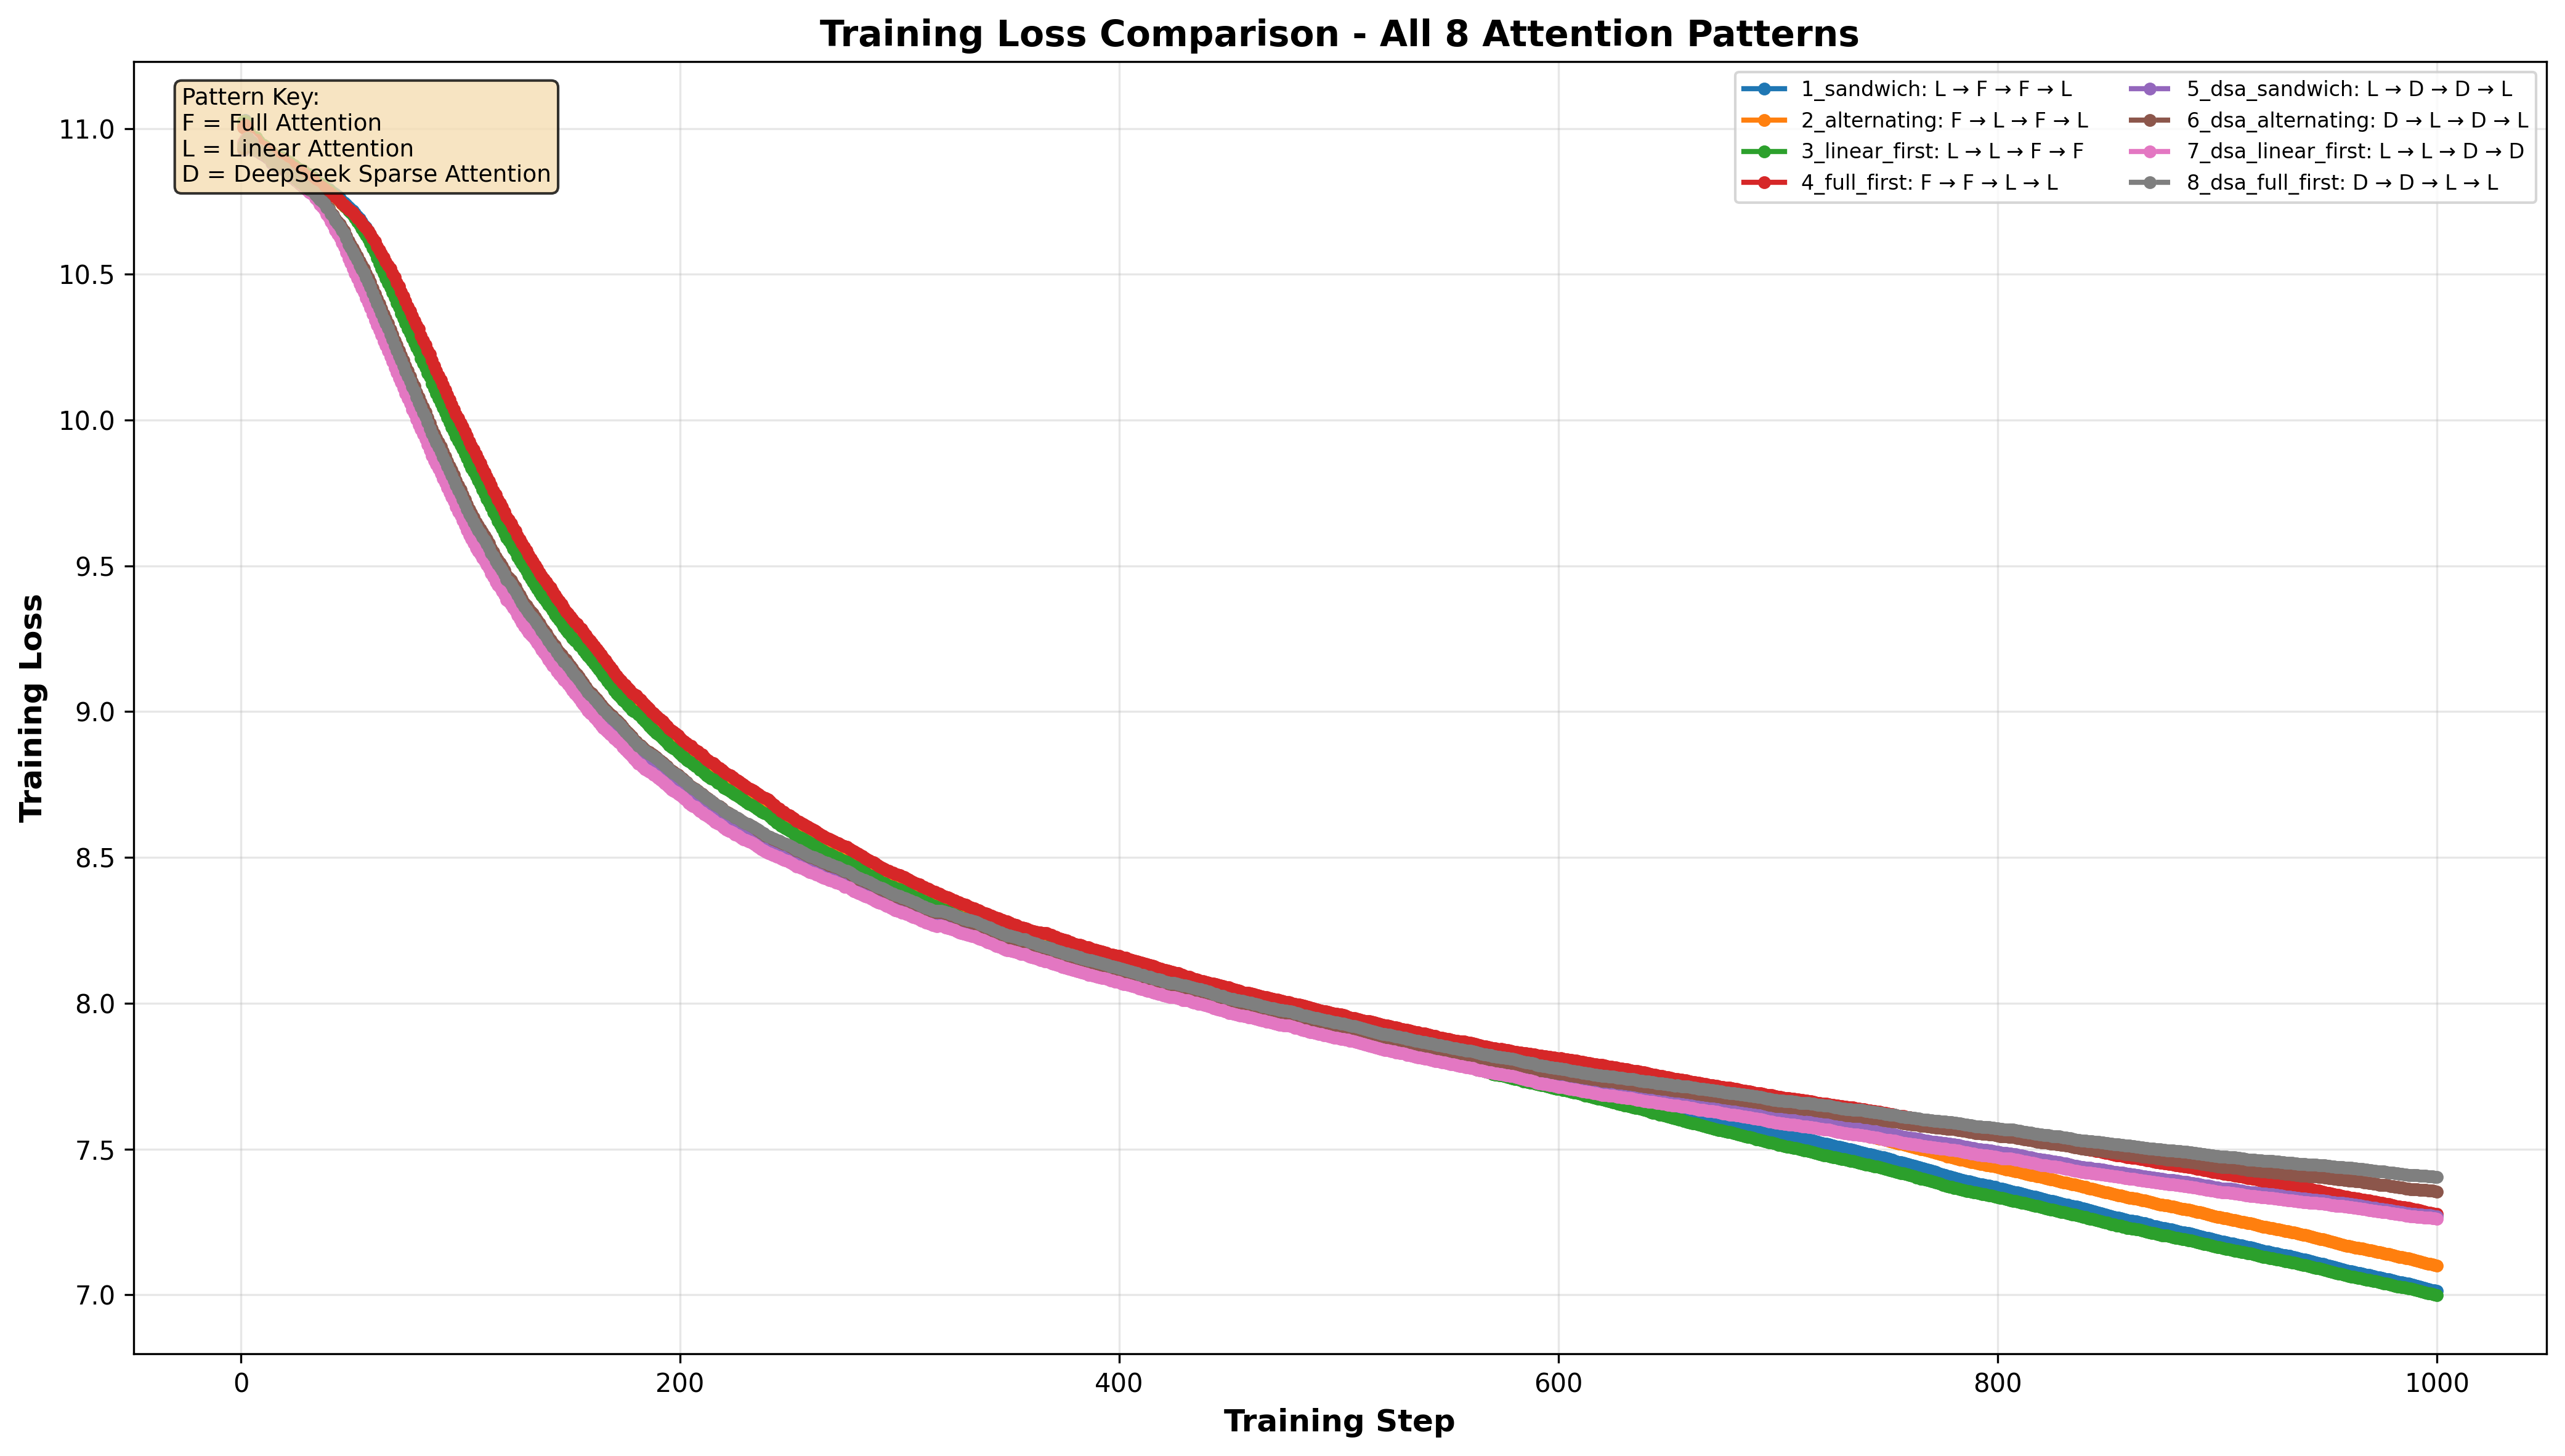 Training Loss Comparison - All 8 Attention Patterns
Pattern Key:
F = Full Attention
L = Linear Attention
D = DeepSeek Sparse Attention
1_sandwich: L → F → F → L
2_alternating: F → L → F → L
3_linear_first: L → L → F → F
4_full_first: F → F → L → L
5_dsa_sandwich: L → D → D → L
6_dsa_alternating: D → L → D → L
7_dsa_linear_first: L → L → D → D
8_dsa_full_first: D → D → L → L
Training Loss
11.0
10.5
10.0
9.5
9.0
8.5
8.0
7.5
7.0
0
200
400
600
800
1000
Training Step